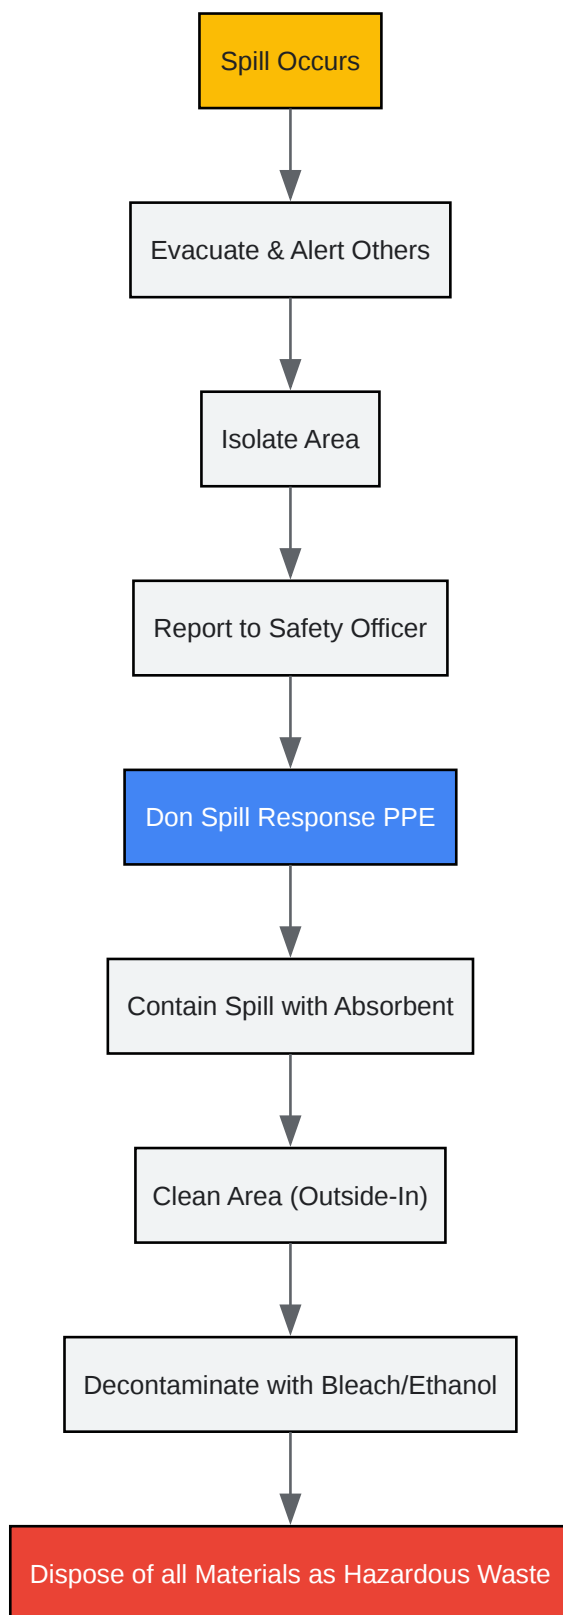 Spill Occurs
Evacuate & Alert Others
Isolate Area
Report to Safety Officer
Don Spill Response PPE
Contain Spill with Absorbent
Clean Area (Outside-In)
Decontaminate with Bleach/Ethanol
Dispose of all Materials as Hazardous Waste